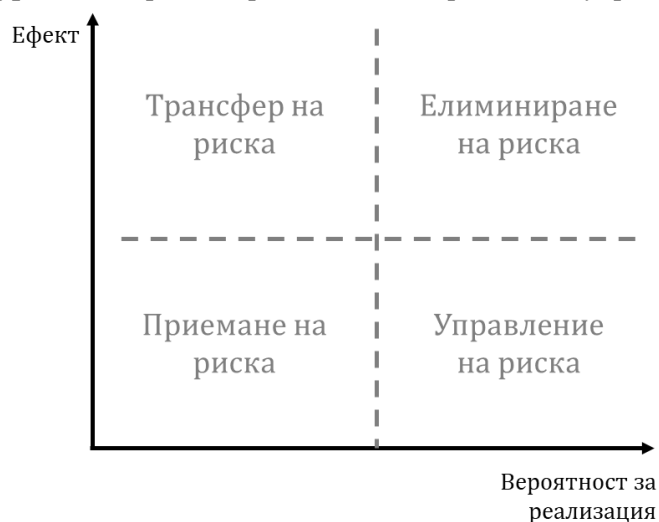 Ефект
Трансфер на
риска
Елиминиране
на риска
Приемане на
риска
Управление
на риска
Вероятност за
реализация